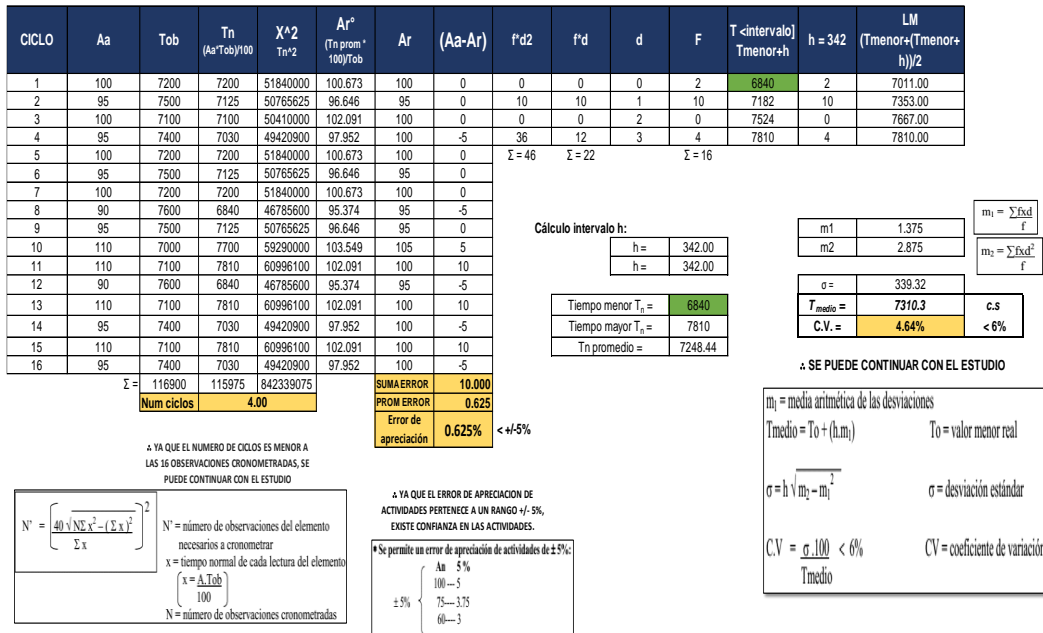 CICLO Aa Tob Tn (Aa*Tob)/100 X^2 Tn^2 Ar° (Tn prom * 100)/Tob Ar (Aa-Ar) f*d2 f*d d F T <intervalo] Tmenor+h h = 342 LM (Tmenor+(Tmenor+ h))/2
1 100 7200 7200 51840000 100.673 100 0 0 0 0 2 6840 2 7011.00
2 95 7500 7125 50765625 96.646 95 0 10 10 1 10 7182 10 7353.00
3 100 7100 7100 50410000 102.091 100 0 0 0 2 0 7524 0 7667.00
4 95 7400 7030 49420900 97.952 100 -5 36 12 3 4 7810 4 7810.00
5 100 7200 7200 51840000 100.673 100 0 Σ = 46 Σ = 22 Σ = 16
6 95 7500 7125 50765625 96.646 95 0
7 100 7200 7200 51840000 100.673 100 0
8 90 7600 6840 46785600 95.374 95 -5
9 95 7500 7125 50765625 96.646 95 0
10 110 7000 7700 59290000 103.549 105 5
11 110 7100 7810 60996100 102.091 100 10
12 90 7600 6840 46785600 95.374 95 -5
13 110 7100 7810 60996100 102.091 100 10
14 95 7400 7030 49420900 97.952 100 -5
15 110 7100 7810 60996100 102.091 100 10
16 95 7400 7030 49420900 97.952 100 -5
Σ = 116900 115975 842339075 SUMA ERROR 10.000
Num ciclos 4.00 PROM ERROR 0.625
Error de apreciación 0.625% < +/-5%
Cálculo intervalo h:
h = 342.00
h = 342.00
Tiempo menor Tn = 6840
Tiempo mayor Tn = 7810
Tn promedio = 7248.44
m1 1.375
m2 2.875
m₁ = Σfxd / f
m₂ = Σfxd² / f
σ = 339.32
Tmedio = 7310.3 c.s
C.V. = 4.64% < 6%
∴ SE PUEDE CONTINUAR CON EL ESTUDIO
m₁ = media aritmética de las desviaciones
Tmedio = To + (h.m₁) To = valor menor real
σ = h √m₂ – m₁² σ = desviación estándar
C.V = σ .100 / Tmedio < 6% CV = coeficiente de variación
∴ YA QUE EL NUMERO DE CICLOS ES MENOR A
LAS 16 OBSERVACIONES CRONOMETRADAS, SE
PUEDE CONTINUAR CON EL ESTUDIO
N' = [40 √NΣ x² – (Σ x)² / Σ x]²
N' = número de observaciones del elemento
necesarios a cronometrar
x = tiempo normal de cada lectura del elemento
(x = A.Tob / 100)
N = número de observaciones cronometradas
∴ YA QUE EL ERROR DE APRECIACION DE
ACTIVIDADES PERTENECE A UN RANGO +/- 5%,
EXISTE CONFIANZA EN LAS ACTIVIDADES.
• Se permite un error de apreciación de actividades de ± 5%:
An 5 %
100 --- 5
± 5% { 75---- 3.75
60---- 3